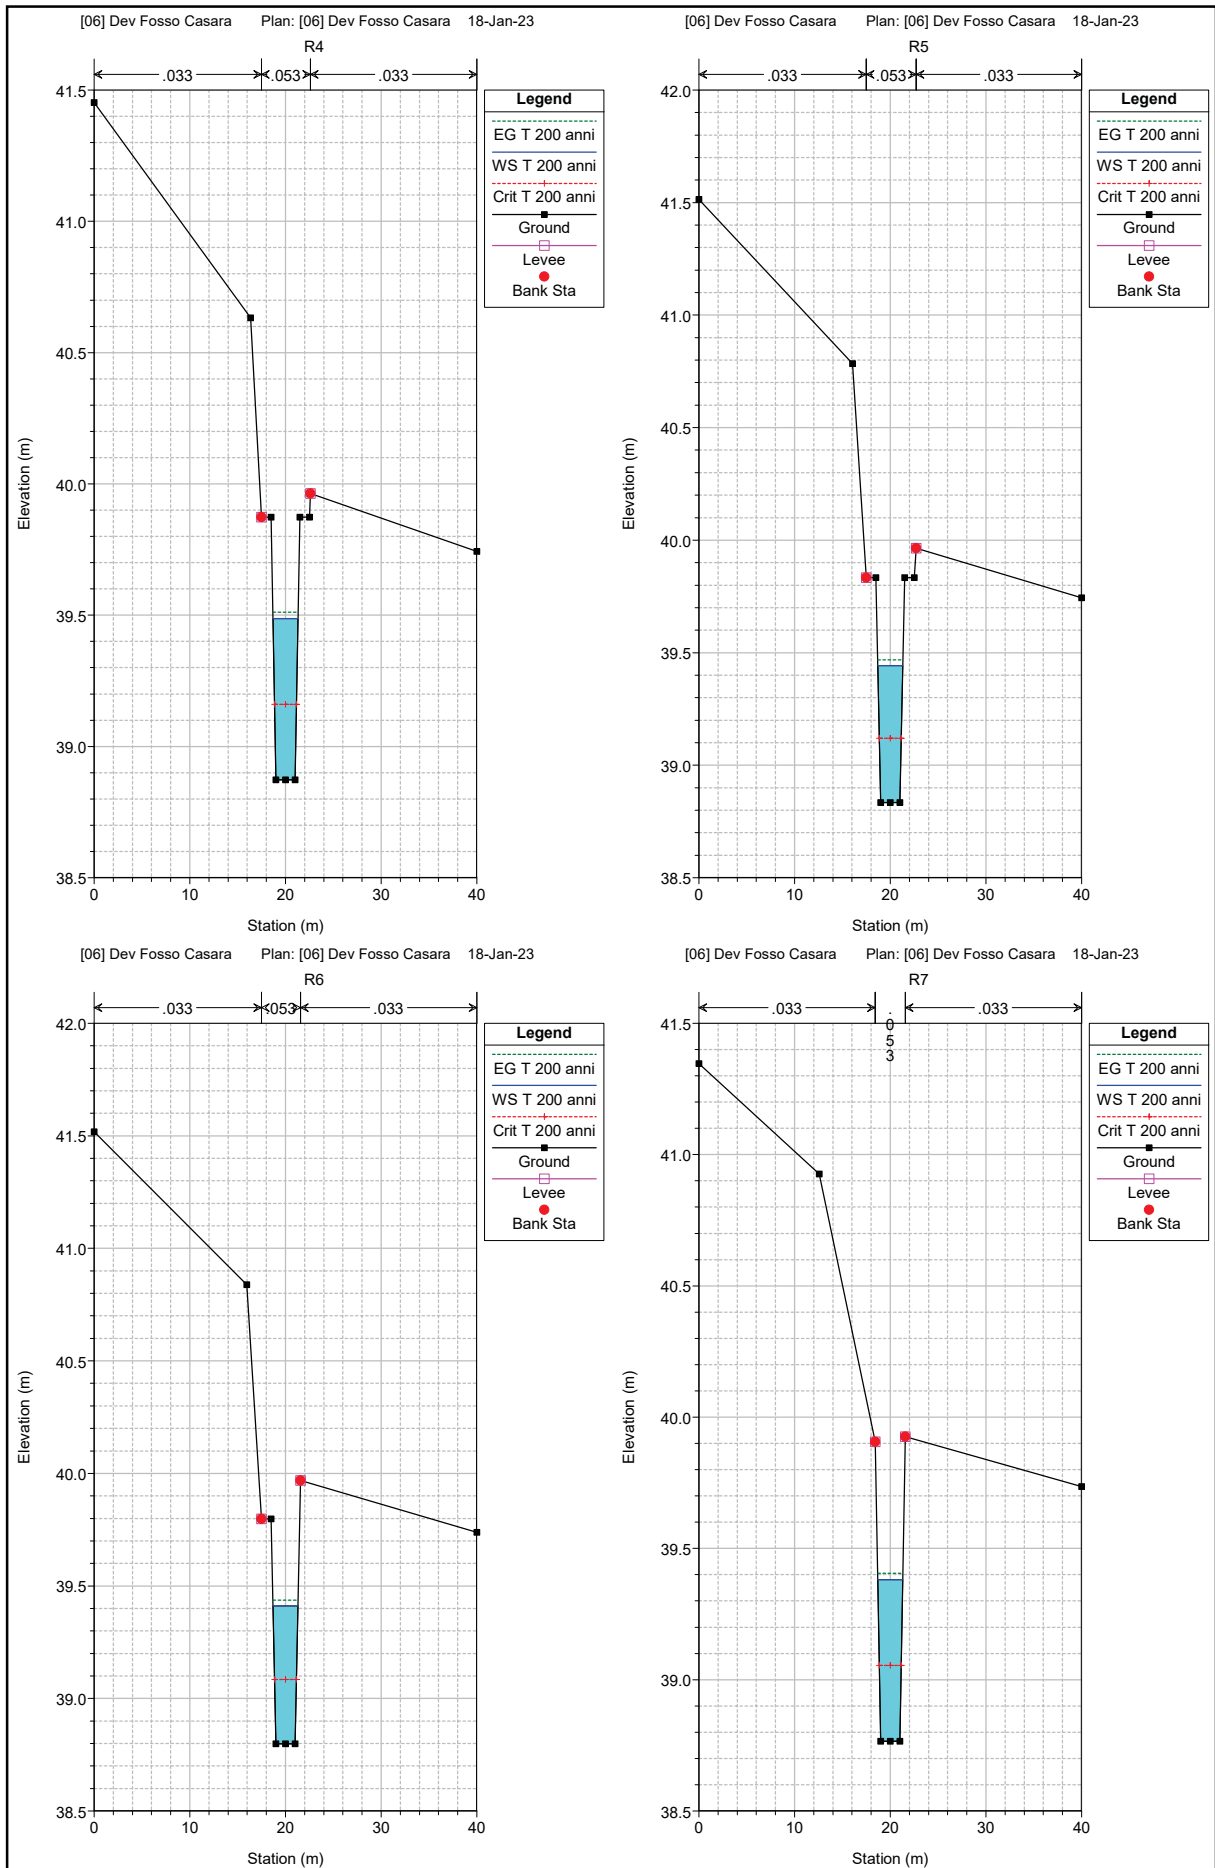 [06] Dev Fosso Casara Plan: [06] Dev Fosso Casara 18-Jan-23
R4
.033 .053 .033
41.5
41.0
40.5
40.0
39.5
39.0
38.5
0 10 20 30 40
Station (m)
Elevation (m)
Legend
EG T 200 anni
WS T 200 anni
Crit T 200 anni
Ground
Levee
Bank Sta
[06] Dev Fosso Casara Plan: [06] Dev Fosso Casara 18-Jan-23
R5
.033 .053 .033
42.0
41.5
41.0
40.5
40.0
39.5
39.0
38.5
0 10 20 30 40
Station (m)
Elevation (m)
Legend
EG T 200 anni
WS T 200 anni
Crit T 200 anni
Ground
Levee
Bank Sta
[06] Dev Fosso Casara Plan: [06] Dev Fosso Casara 18-Jan-23
R6
.033 .053 .033
42.0
41.5
41.0
40.5
40.0
39.5
39.0
38.5
0 10 20 30 40
Station (m)
Elevation (m)
Legend
EG T 200 anni
WS T 200 anni
Crit T 200 anni
Ground
Levee
Bank Sta
[06] Dev Fosso Casara Plan: [06] Dev Fosso Casara 18-Jan-23
R7
.033 .053 .033
41.5
41.0
40.5
40.0
39.5
39.0
38.5
0 10 20 30 40
Station (m)
Elevation (m)
Legend
EG T 200 anni
WS T 200 anni
Crit T 200 anni
Ground
Levee
Bank Sta